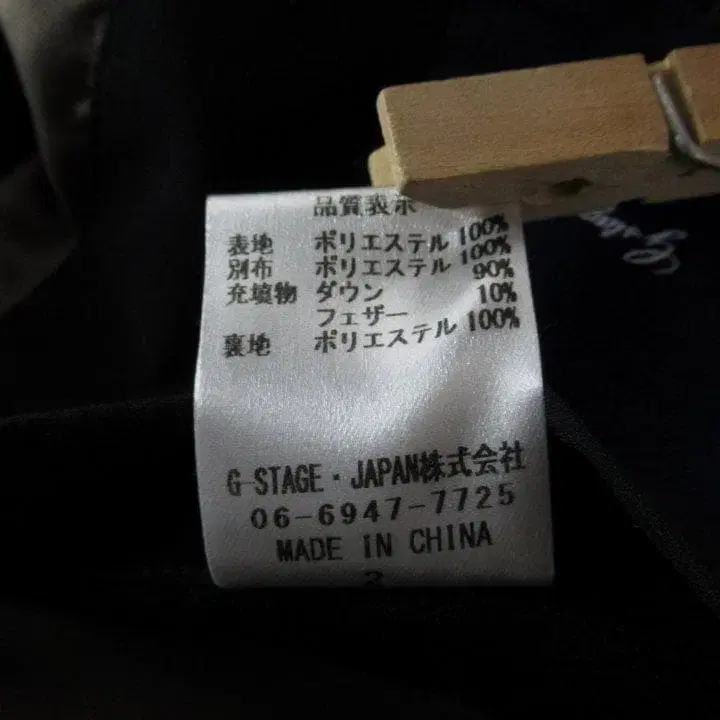 品質表示
表地 ポリエステル 100%
別布 ポリエステル 100%
充填物 ダウン 90%
フェザー 10%
裏地 ポリエステル 100%
G-STAGE・JAPAN株式会社
06-6947-7725
MADE IN CHINA